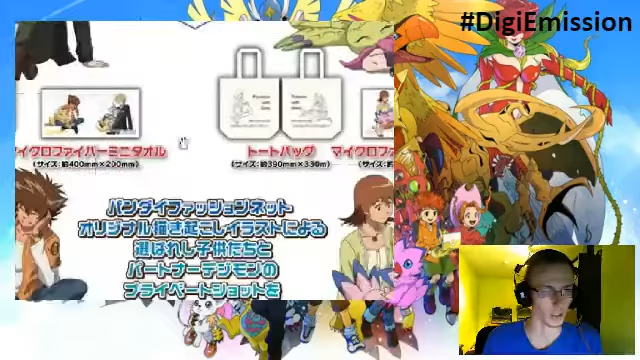 #DigiEmission
イクロファイバーミニタオル
(サイズ:約400mm×200mm)
トートバッグ
(サイズ:約390mm×330m)
マイクロファ
(サイズ:約
バンダイファッションネット
オリジナル描き起こしイラストによる
選ばれし子供たちと
パートナーデジモンの
プライベートショットを